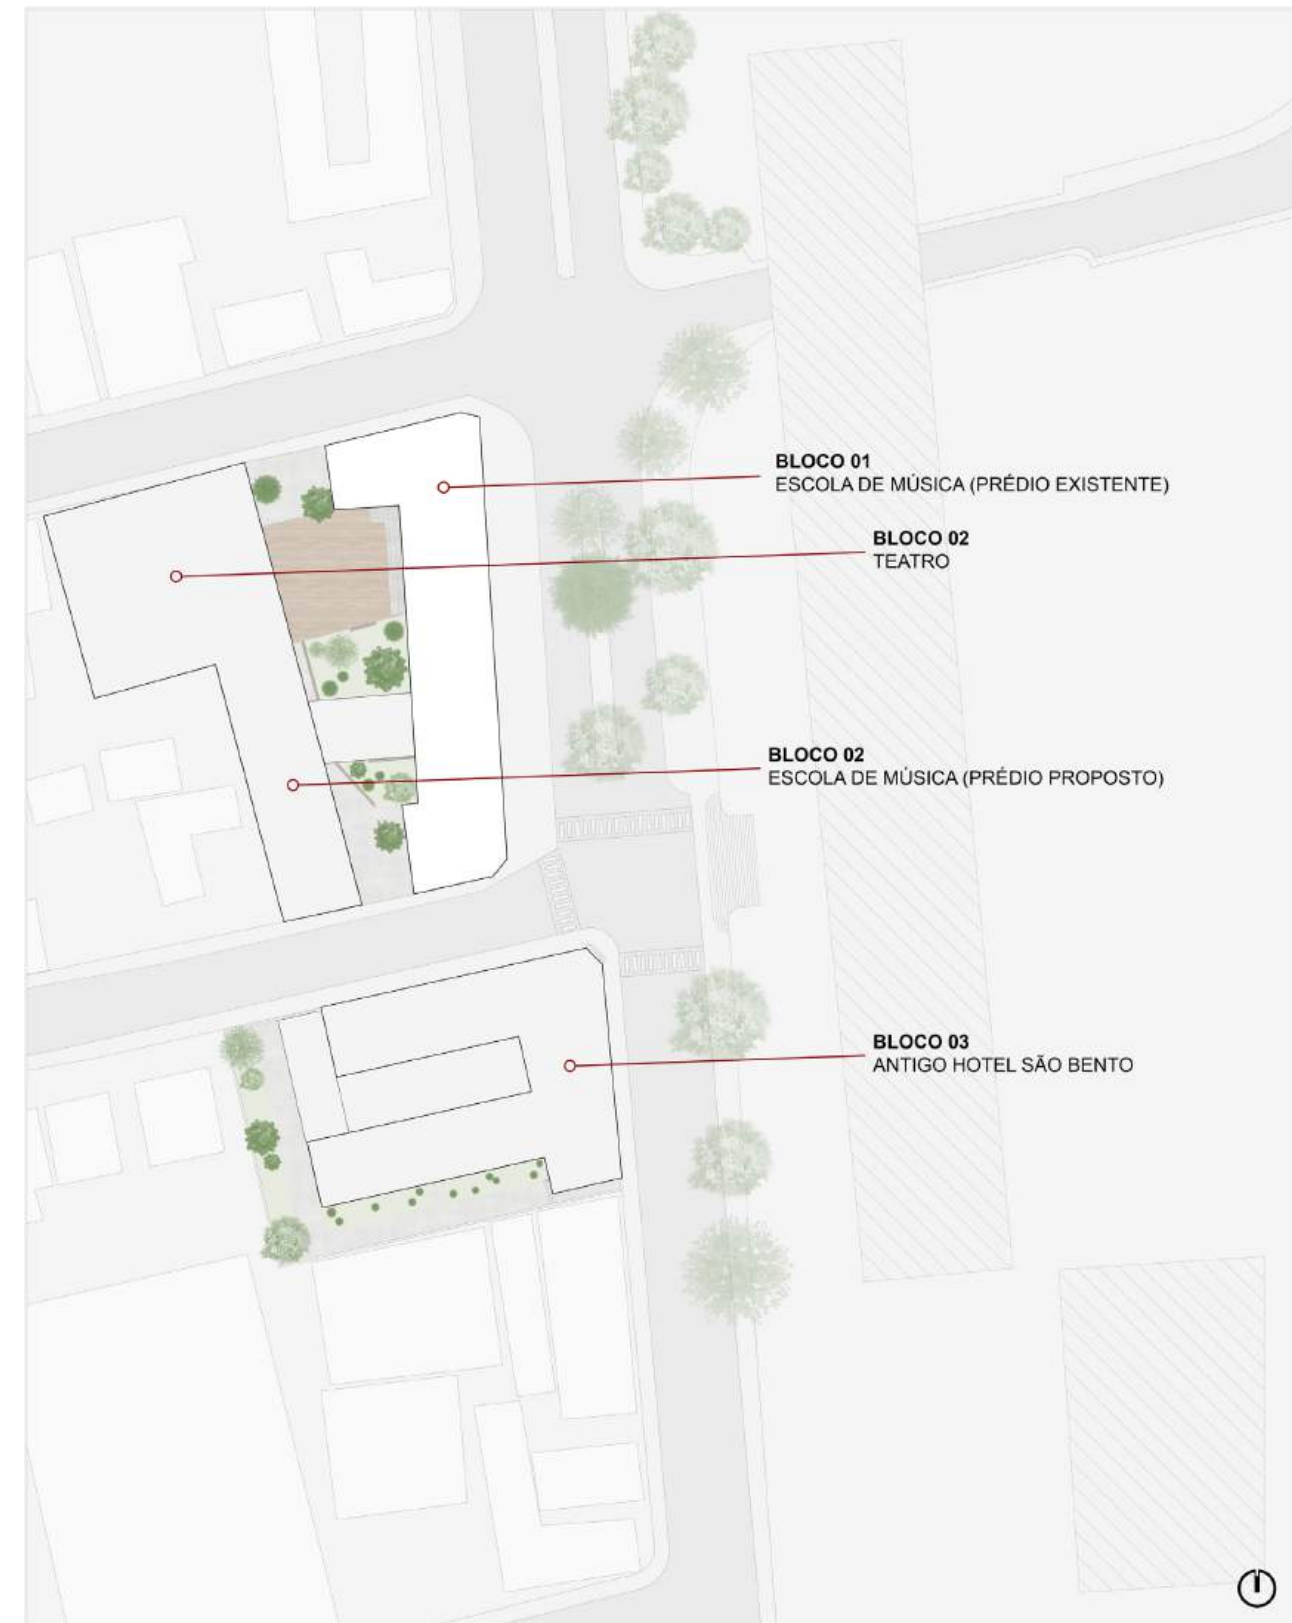 BLOCO 01
ESCOLA DE MÚSICA (PRÉDIO EXISTENTE)
BLOCO 02
TEATRO
BLOCO 02
ESCOLA DE MÚSICA (PRÉDIO PROPOSTO)
BLOCO 03
ANTIGO HOTEL SÃO BENTO